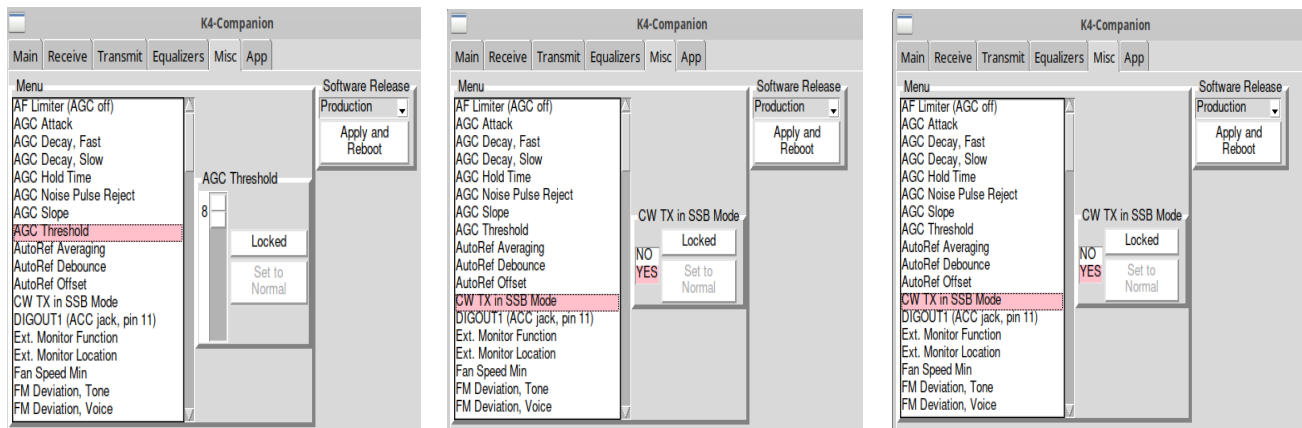 K4-Companion
Main Receive Transmit Equalizers Misc App
Menu
AF Limiter (AGC off)
AGC Attack
AGC Decay, Fast
AGC Decay, Slow
AGC Hold Time
AGC Noise Pulse Reject
AGC Slope
AGC Threshold
AutoRef Averaging
AutoRef Debounce
AutoRef Offset
CW TX in SSB Mode
DIGOUT1 (ACC jack, pin 11)
Ext. Monitor Function
Ext. Monitor Location
Fan Speed Min
FM Deviation, Tone
FM Deviation, Voice
AGC Threshold
8
Locked
Set to
Normal
Software Release
Production
Apply and
Reboot
K4-Companion
Main Receive Transmit Equalizers Misc App
Menu
AF Limiter (AGC off)
AGC Attack
AGC Decay, Fast
AGC Decay, Slow
AGC Hold Time
AGC Noise Pulse Reject
AGC Slope
AGC Threshold
AutoRef Averaging
AutoRef Debounce
AutoRef Offset
CW TX in SSB Mode
DIGOUT1 (ACC jack, pin 11)
Ext. Monitor Function
Ext. Monitor Location
Fan Speed Min
FM Deviation, Tone
FM Deviation, Voice
CW TX in SSB Mode
NO
YES
Locked
Set to
Normal
Software Release
Production
Apply and
Reboot
K4-Companion
Main Receive Transmit Equalizers Misc App
Menu
AF Limiter (AGC off)
AGC Attack
AGC Decay, Fast
AGC Decay, Slow
AGC Hold Time
AGC Noise Pulse Reject
AGC Slope
AGC Threshold
AutoRef Averaging
AutoRef Debounce
AutoRef Offset
CW TX in SSB Mode
DIGOUT1 (ACC jack, pin 11)
Ext. Monitor Function
Ext. Monitor Location
Fan Speed Min
FM Deviation, Tone
FM Deviation, Voice
CW TX in SSB Mode
NO
YES
Locked
Set to
Normal
Software Release
Production
Apply and
Reboot